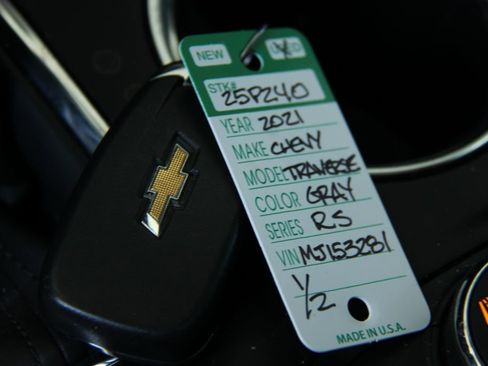 NEW USED
STK# 25P240
YEAR 2021
MAKE CHEVY
MODEL TRAVERSE
COLOR GRAY
SERIES RS
VIN MJ153281
1/2
MADE IN U.S.A.